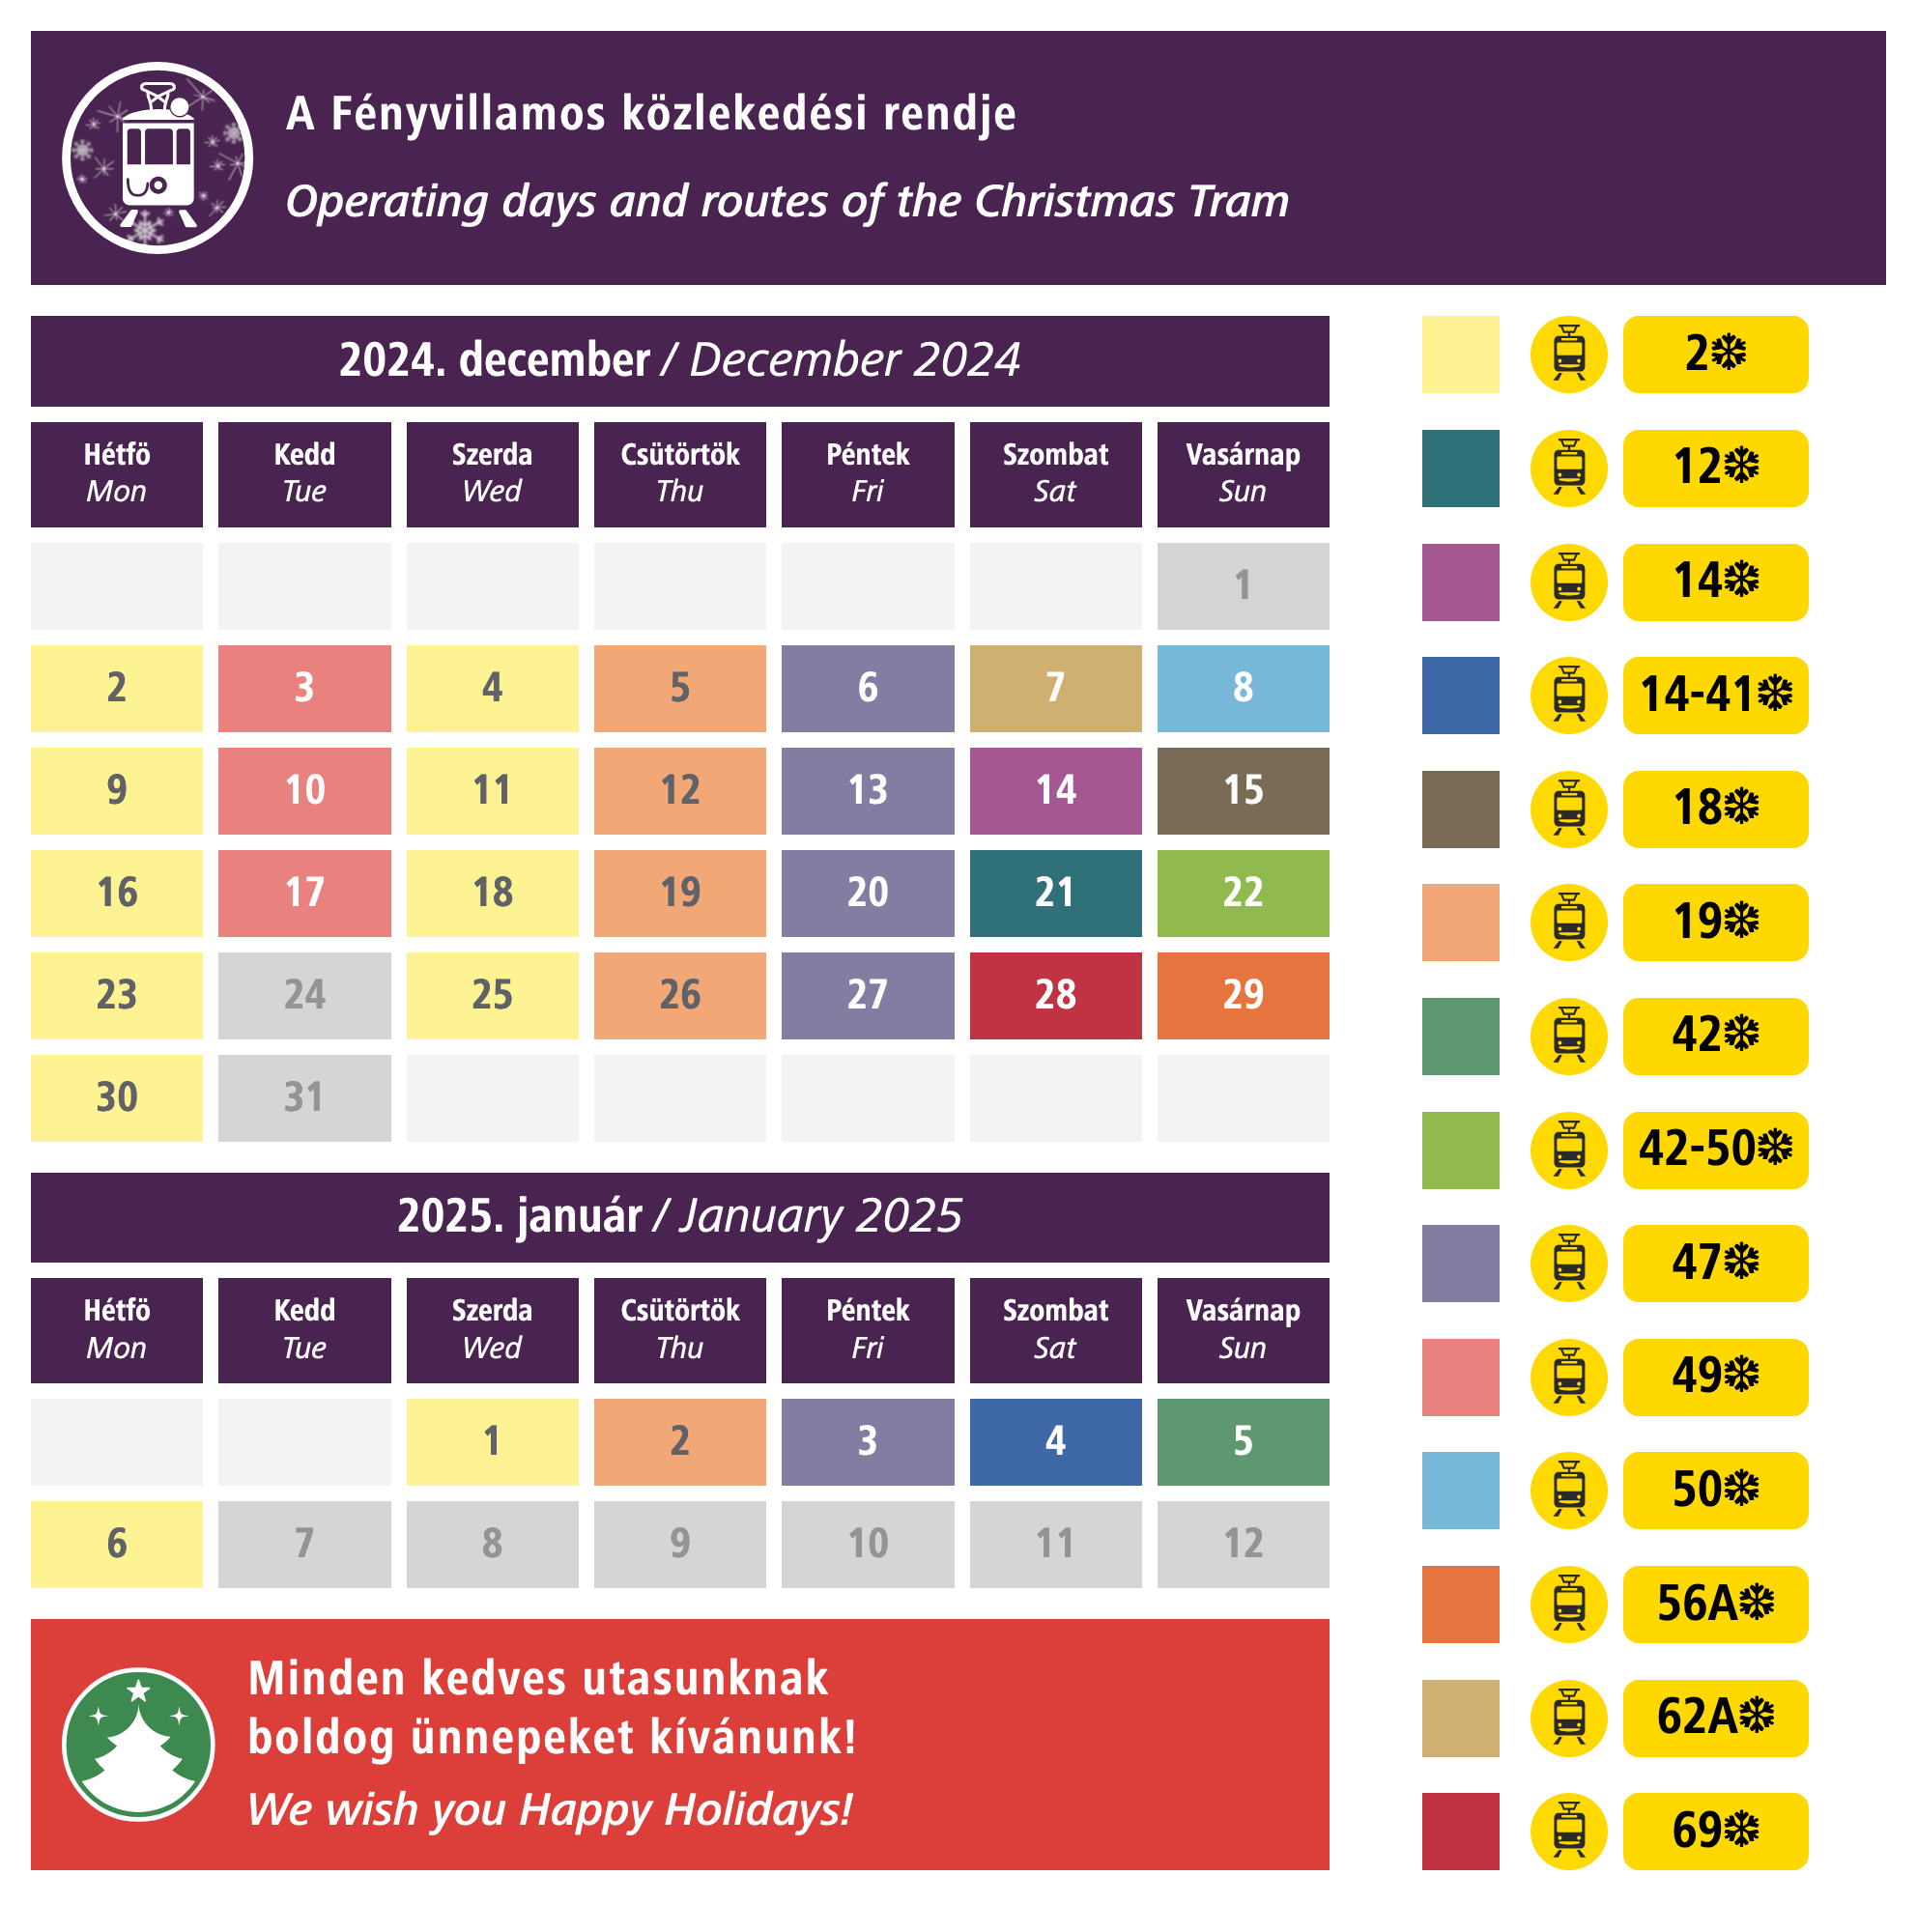 A Fényvillamos közlekedési rendje
Operating days and routes of the Christmas Tram
2024. december / December 2024
Hétfö Kedd Szerda Csütörtök Péntek Szombat Vasárnap
Mon Tue Wed Thu Fri Sat Sun
1
2 3 4 5 6 7 8
9 10 11 12 13 14 15
16 17 18 19 20 21 22
23 24 25 26 27 28 29
30 31
2025. január / January 2025
Hétfö Kedd Szerda Csütörtök Péntek Szombat Vasárnap
Mon Tue Wed Thu Fri Sat Sun
1 2 3 4 5
6 7 8 9 10 11 12
Minden kedves utasunknak
boldog ünnepeket kívánunk!
We wish you Happy Holidays!
2❄
12❄
14❄
14-41❄
18❄
19❄
42❄
42-50❄
47❄
49❄
50❄
56A❄
62A❄
69❄